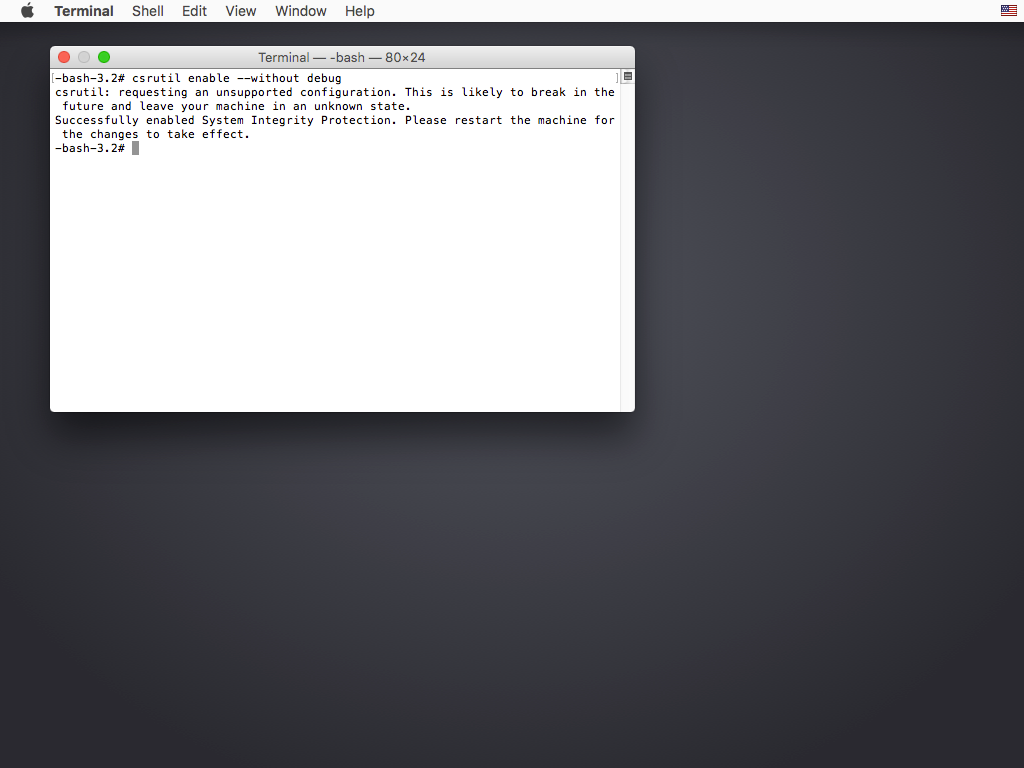 Terminal Shell Edit View Window Help
Terminal — -bash — 80×24
[-bash-3.2# csrutil enable --without debug ]
csrutil: requesting an unsupported configuration. This is likely to break in the
future and leave your machine in an unknown state.
Successfully enabled System Integrity Protection. Please restart the machine for
the changes to take effect.
-bash-3.2#